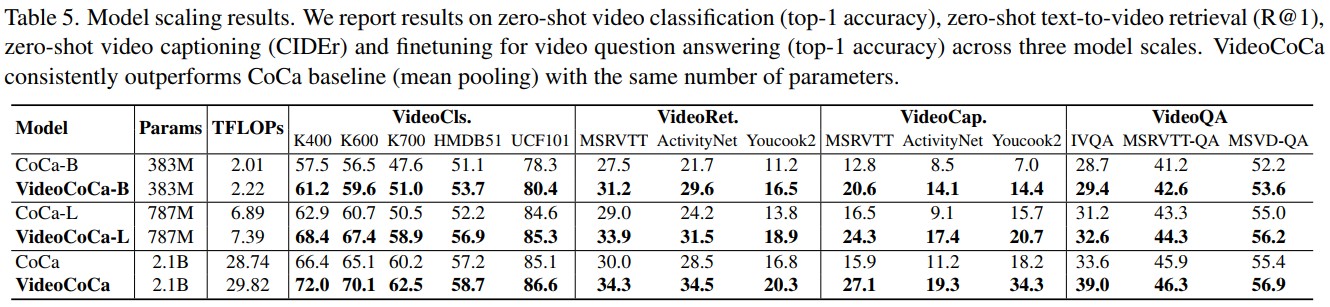 Table 5. Model scaling results. We report results on zero-shot video classification (top-1 accuracy), zero-shot text-to-video retrieval (R@1),
zero-shot video captioning (CIDEr) and finetuning for video question answering (top-1 accuracy) across three model scales. VideoCoCa
consistently outperforms CoCa baseline (mean pooling) with the same number of parameters.
Model Params TFLOPs VideoCls. VideoRet. VideoCap. VideoQA
K400 K600 K700 HMDB51 UCF101 MSRVTT ActivityNet Youcook2 MSRVTT ActivityNet Youcook2 IVQA MSRVTT-QA MSVD-QA
CoCa-B 383M 2.01 57.5 56.5 47.6 51.1 78.3 27.5 21.7 11.2 12.8 8.5 7.0 28.7 41.2 52.2
VideoCoCa-B 383M 2.22 61.2 59.6 51.0 53.7 80.4 31.2 29.6 16.5 20.6 14.1 14.4 29.4 42.6 53.6
CoCa-L 787M 6.89 62.9 60.7 50.5 52.2 84.6 29.0 24.2 13.8 16.5 9.1 15.7 31.2 43.3 55.0
VideoCoCa-L 787M 7.39 68.4 67.4 58.9 56.9 85.3 33.9 31.5 18.9 24.3 17.4 20.7 32.6 44.3 56.2
CoCa 2.1B 28.74 66.4 65.1 60.2 57.2 85.1 30.0 28.5 16.8 15.9 11.2 18.2 33.6 45.9 55.4
VideoCoCa 2.1B 29.82 72.0 70.1 62.5 58.7 86.6 34.3 34.5 20.3 27.1 19.3 34.3 39.0 46.3 56.9